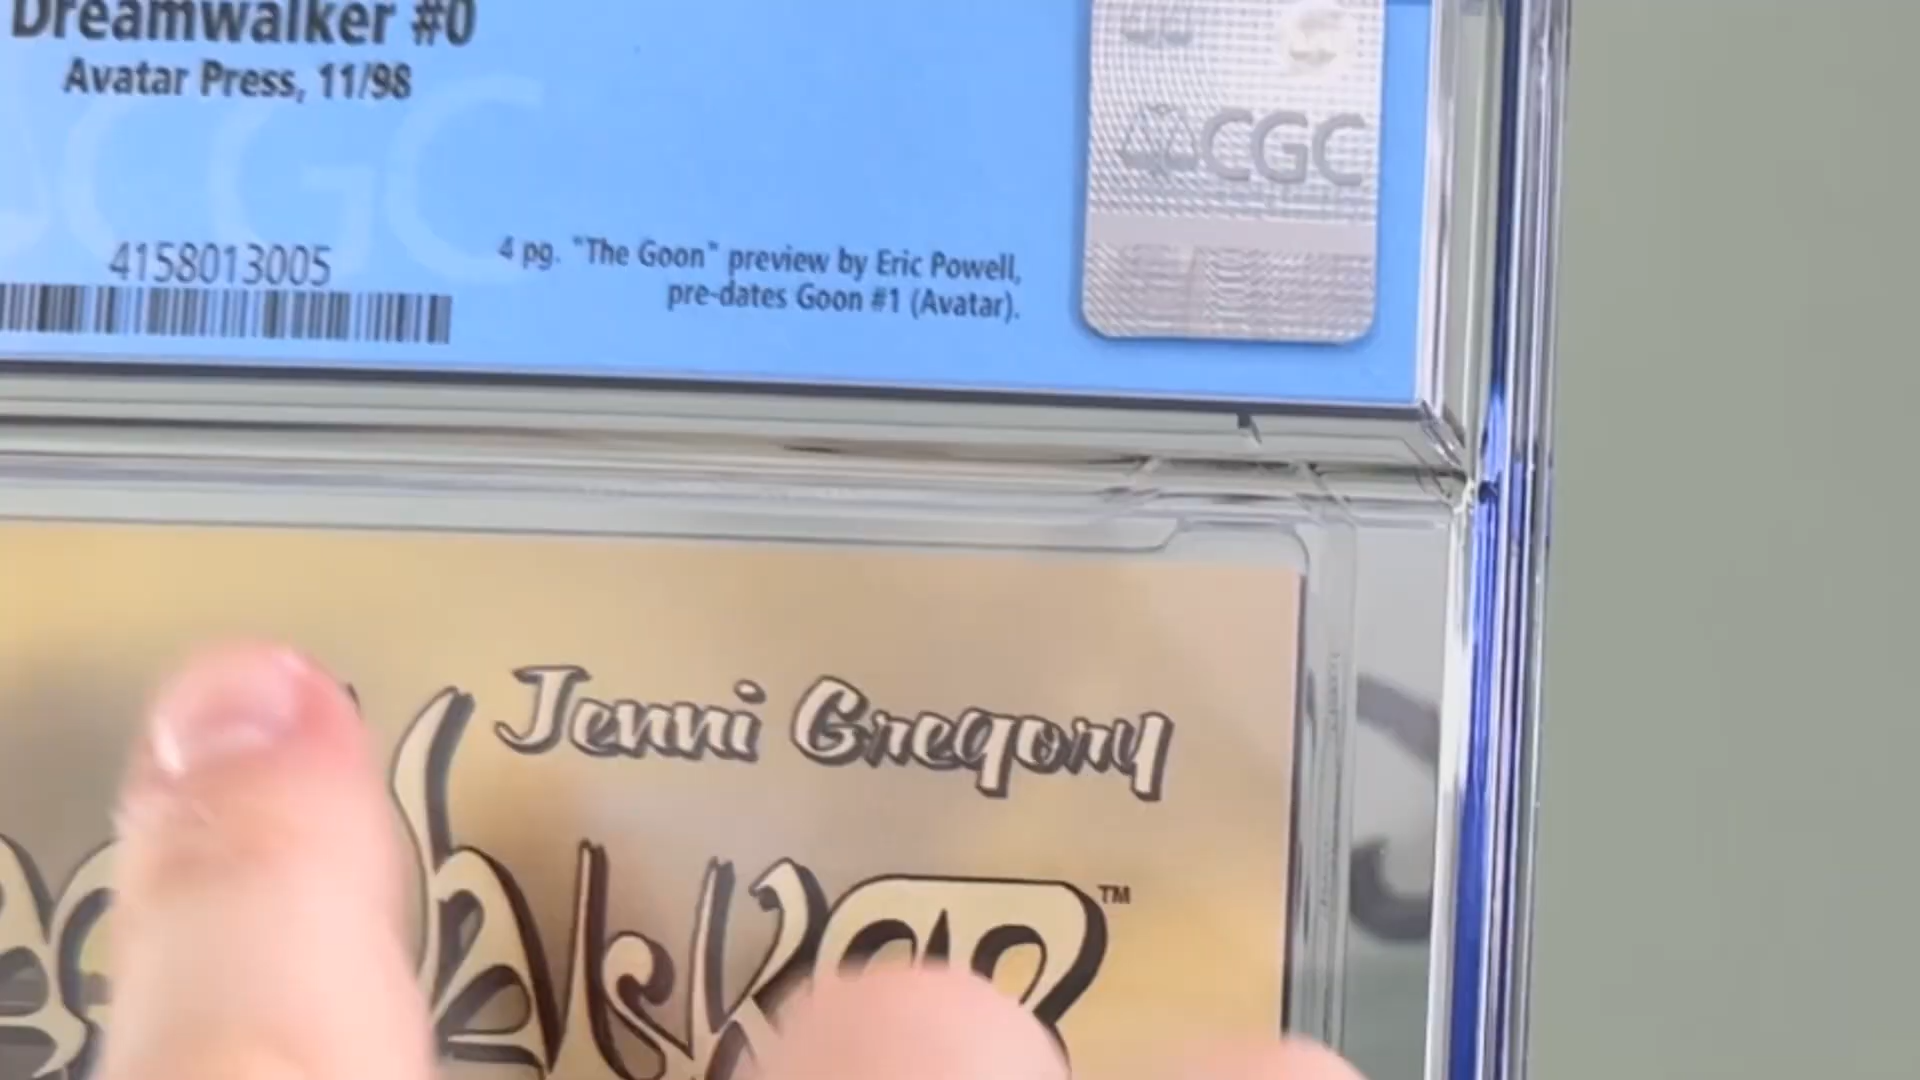 Dreamwalker #0
Avatar Press, 11/98
CGC
CGC
4158013005
4 pg. "The Goon" preview by Eric Powell,
pre-dates Goon #1 (Avatar).
Jenni Gregory
TM